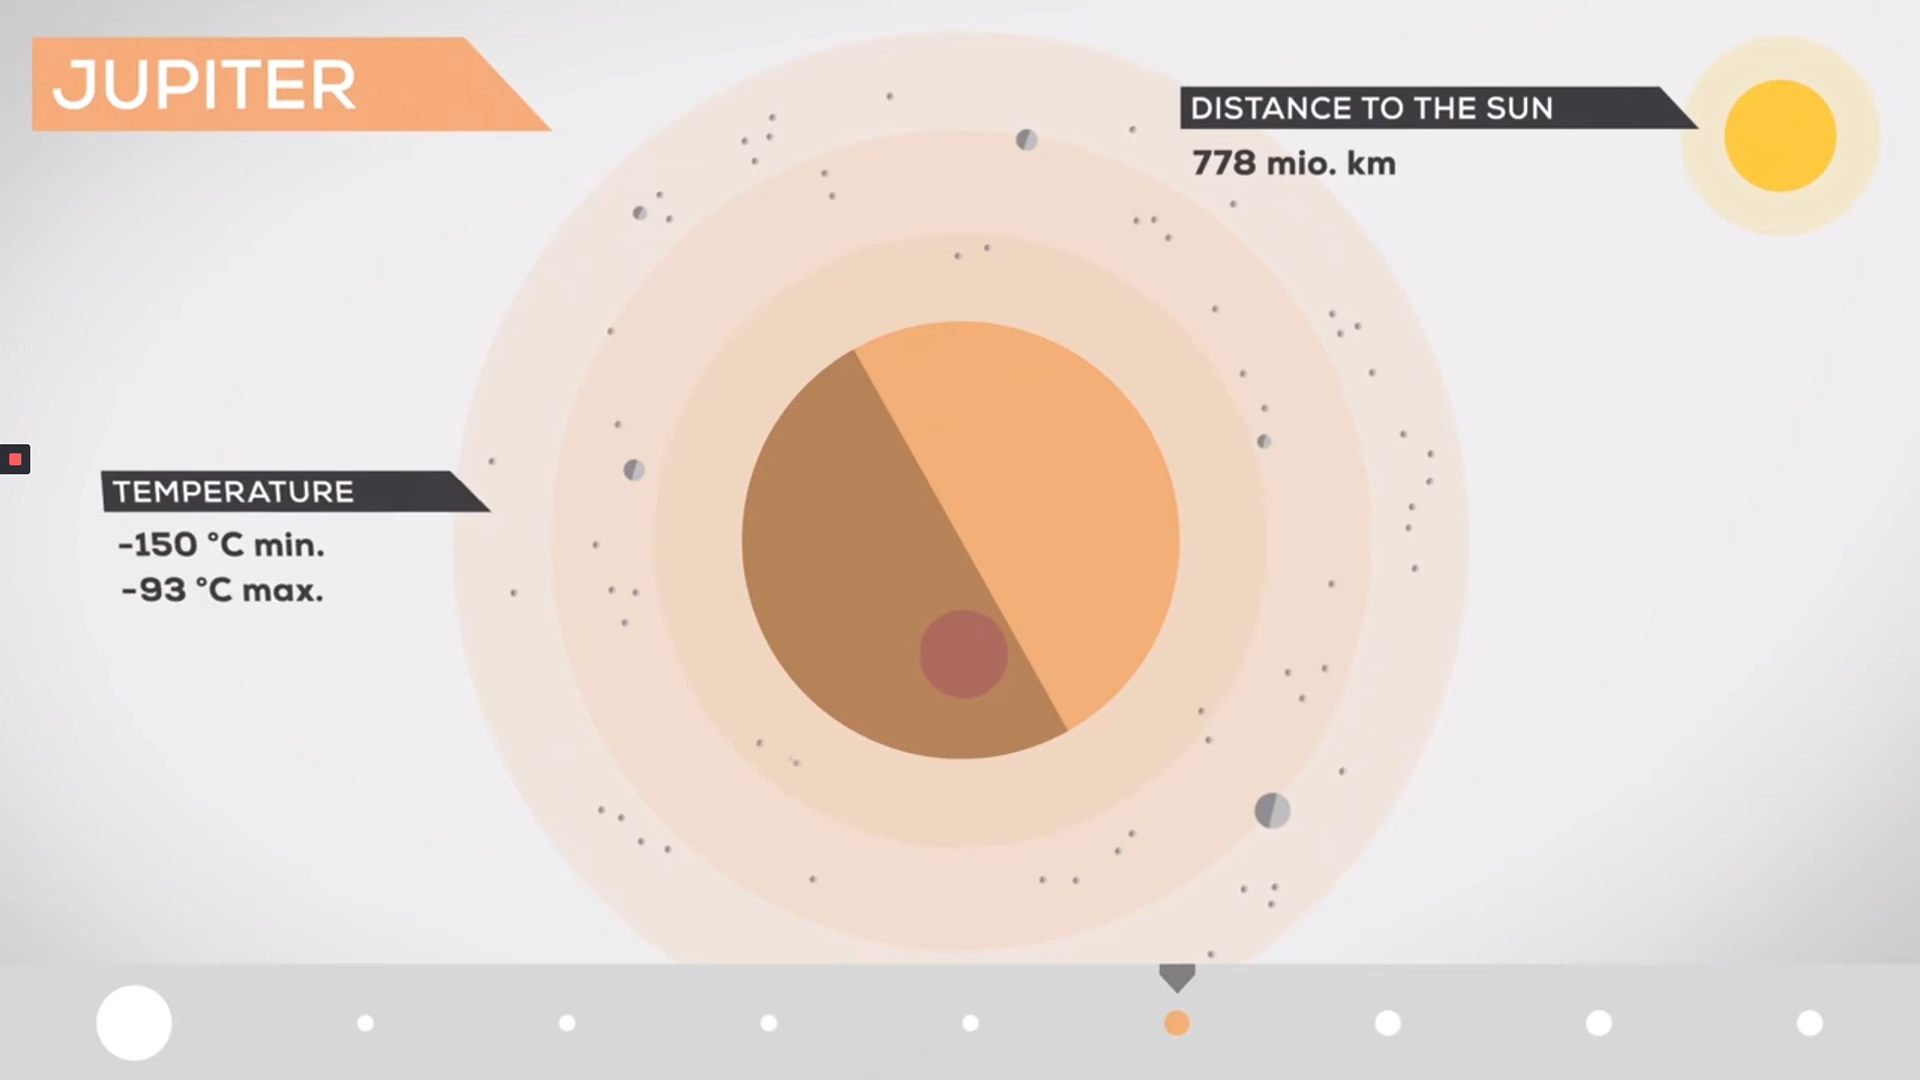 JUPITER
DISTANCE TO THE SUN
778 mio. km
TEMPERATURE
-150 °C min.
-93 °C max.